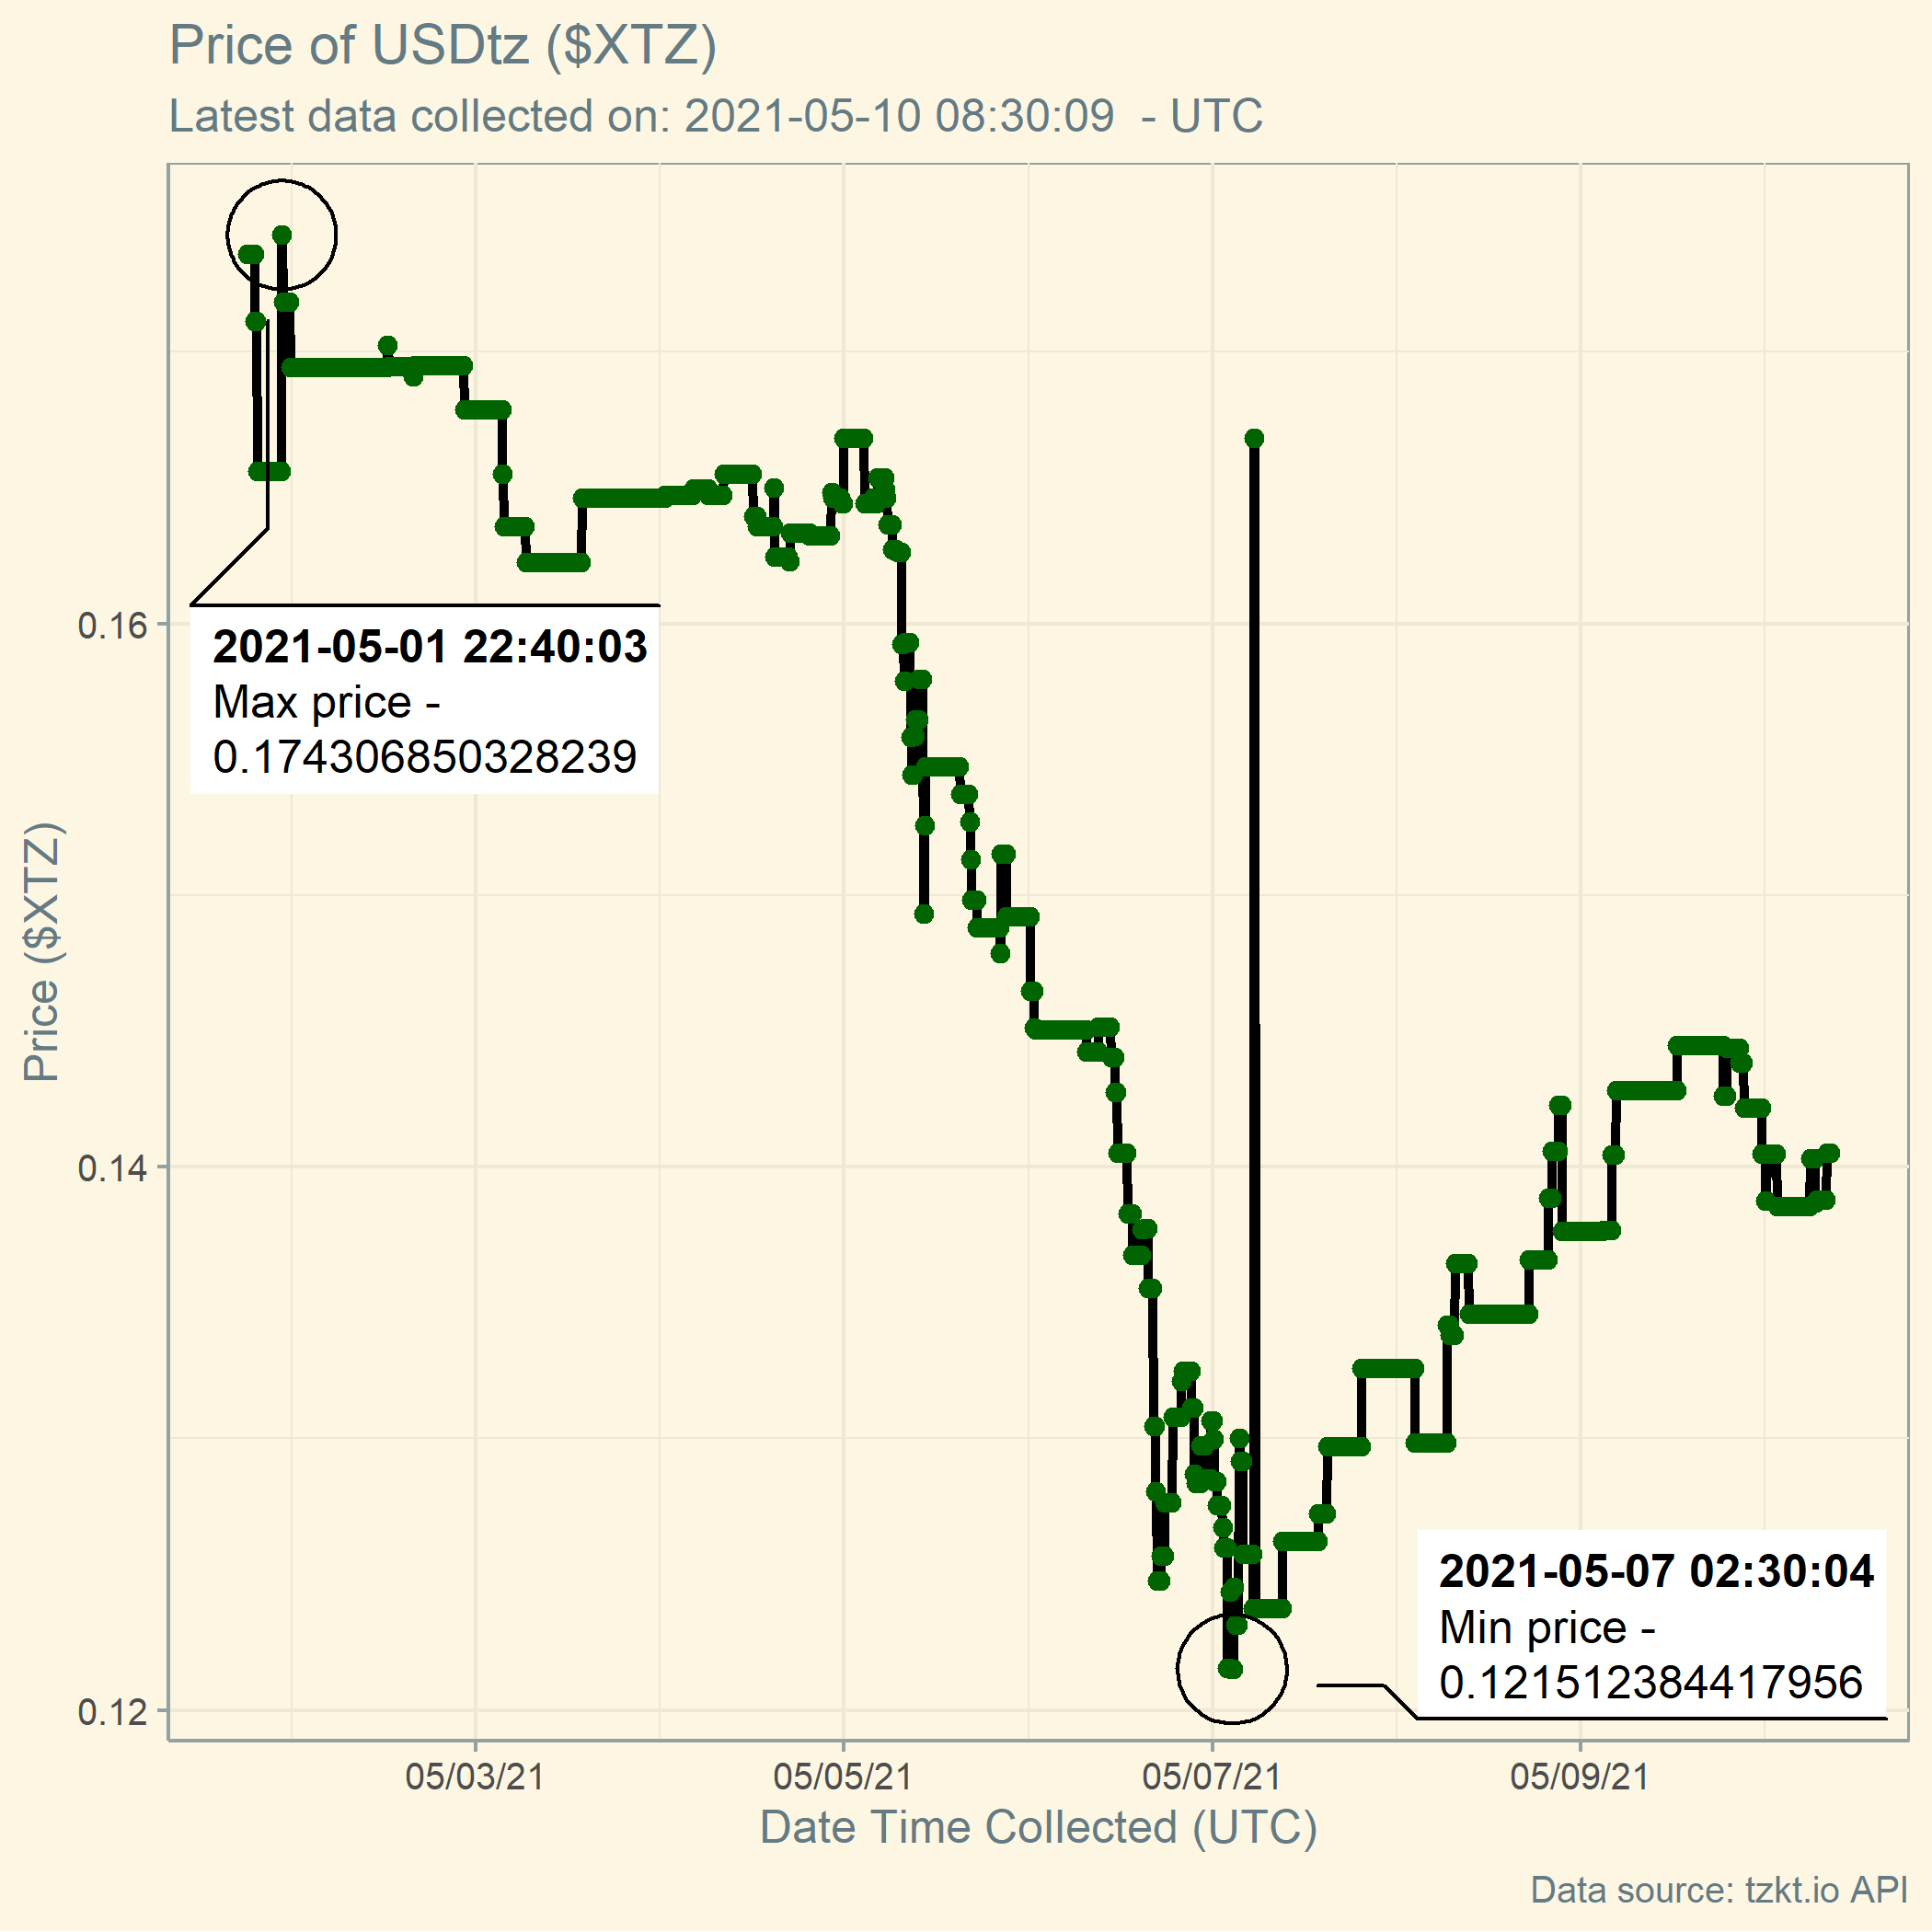 Price of USDtz ($XTZ)
Latest data collected on: 2021-05-10 08:30:09  - UTC
Price ($XTZ)
0.16
0.14
0.12
2021-05-01 22:40:03
Max price -
0.174306850328239
2021-05-07 02:30:04
Min price -
0.121512384417956
05/03/21
05/05/21
05/07/21
05/09/21
Date Time Collected (UTC)
Data source: tzkt.io API